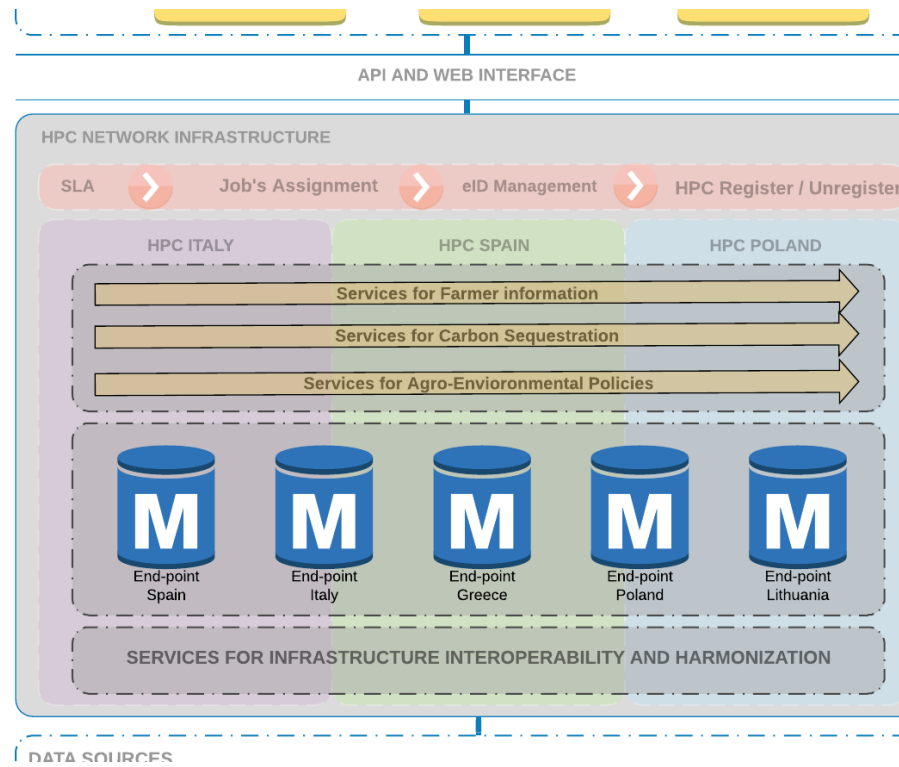 API AND WEB INTERFACE
HPC NETWORK INFRASTRUCTURE
SLA Job's Assignment eID Management HPC Register / Unregister
HPC ITALY HPC SPAIN HPC POLAND
Services for Farmer information
Services for Carbon Sequestration
Services for Agro-Envioronmental Policies
M M M M M
End-point End-point End-point End-point End-point
Spain Italy Greece Poland Lithuania
SERVICES FOR INFRASTRUCTURE INTEROPERABILITY AND HARMONIZATION
DATA SOURCES